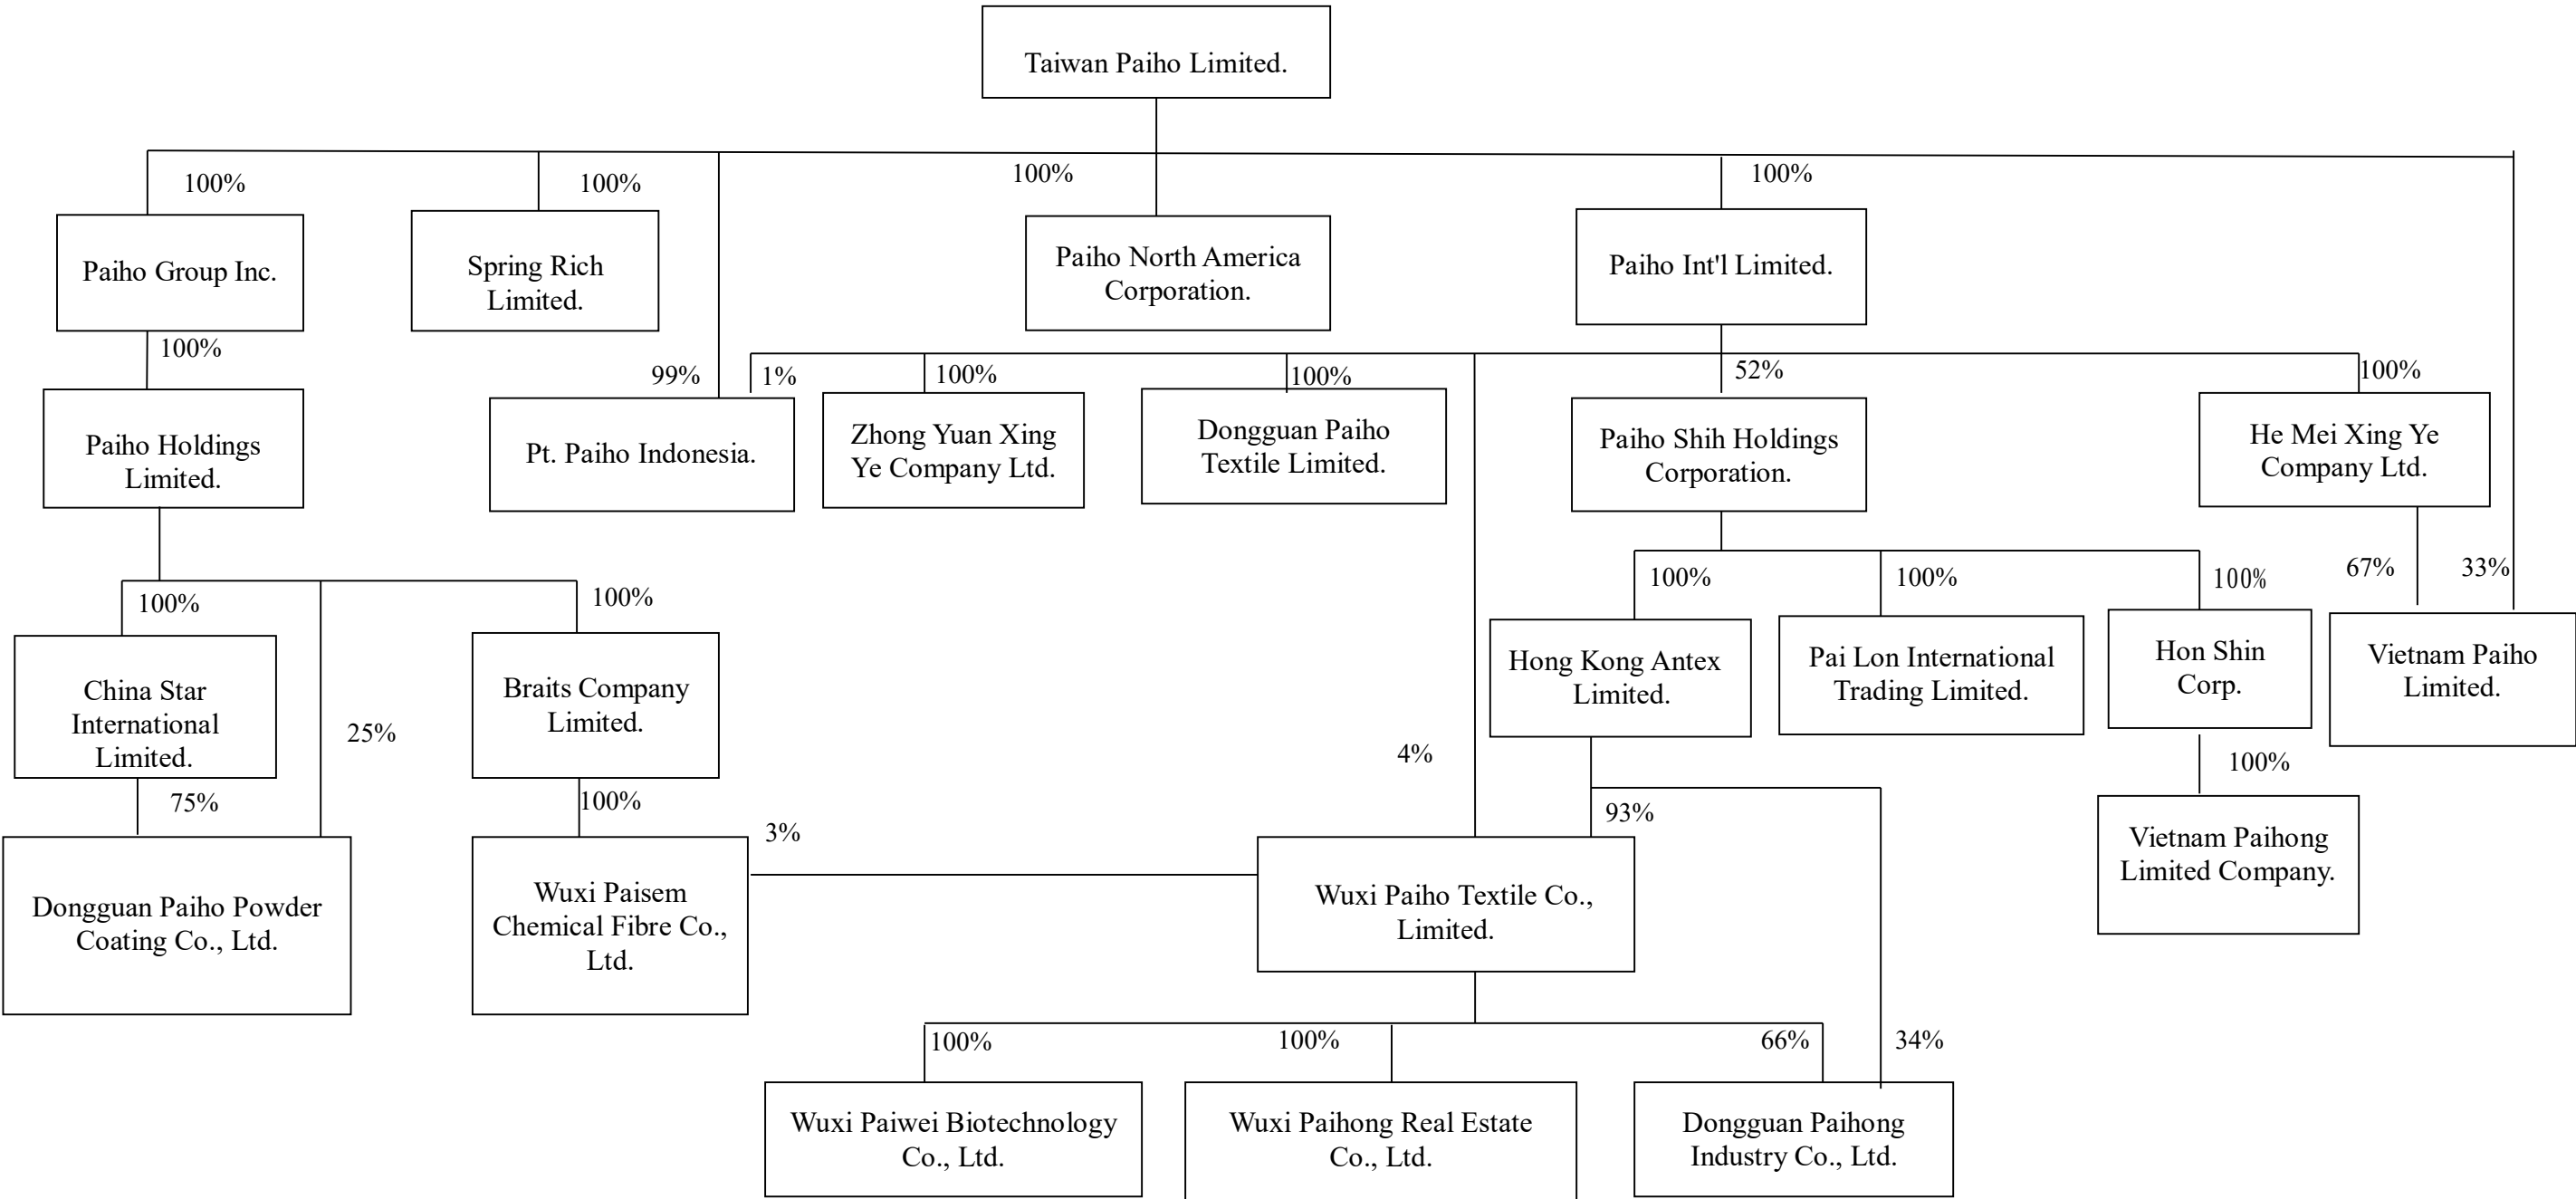 Taiwan Paiho Limited.
100%
100%
100%
100%
Paiho Group Inc.
Spring Rich
Limited.
Paiho North America
Corporation.
Paiho Int'l Limited.
100%
99%
1%
100%
100%
52%
100%
Paiho Holdings
Limited.
Pt. Paiho Indonesia.
Zhong Yuan Xing
Ye Company Ltd.
Dongguan Paiho
Textile Limited.
Paiho Shih Holdings
Corporation.
He Mei Xing Ye
Company Ltd.
100%
100%
100%
100%
100%
67%
33%
China Star
International
Limited.
25%
Braits Company
Limited.
4%
Hong Kong Antex
Limited.
Pai Lon International
Trading Limited.
Hon Shin
Corp.
Vietnam Paiho
Limited.
75%
100%
3%
93%
100%
Dongguan Paiho Powder
Coating Co., Ltd.
Wuxi Paisem
Chemical Fibre Co.,
Ltd.
Wuxi Paiho Textile Co.,
Limited.
Vietnam Paihong
Limited Company.
100%
100%
66%
34%
Wuxi Paiwei Biotechnology
Co., Ltd.
Wuxi Paihong Real Estate
Co., Ltd.
Dongguan Paihong
Industry Co., Ltd.